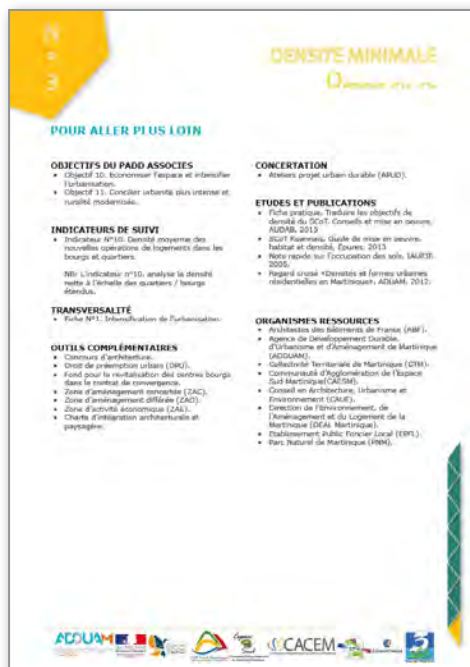 N
°
3
DENSITÉ MINIMALE
POUR ALLER PLUS LOIN
OBJECTIFS DU PADD ASSOCIES
• Objectif 10. Economiser l'espace et intensifier
l'urbanisation.
• Objectif 11. Concilier urbanité plus intense et
ruralité modernisée.
INDICATEURS DE SUIVI
• Indicateur N°10. Densité moyenne des
nouvelles opérations de logements dans les
bourgs et quartiers.
NB: L'indicateur n°10, analyse la densité
nette à l'échelle des quartiers / bourgs
étendus.
TRANSVERSALITÉ
• Fiche N°1. Intensification de l'urbanisation.
OUTILS COMPLÉMENTAIRES
• Concours d'architecture.
• Droit de préemption urbain (DPU).
• Fond pour la revitalisation des centres bourgs
dans le contrat de convergence.
• Zone d'aménagement concertée (ZAC).
• Zone d'aménagement différée (ZAD).
• Zone d'activité économique (ZAE).
• Charte d'intégration architecturale et
paysagère.
CONCERTATION
• Ateliers projet urbain durable (APUD).
ETUDES ET PUBLICATIONS
• Fiche pratique. Traduire les objectifs de
densité du SCoT. Conseils et mise en oeuvre.
AUDAB, 2013
• SCoT Roannais. Guide de mise en oeuvre,
habitat et densité, Epures. 2013
• Note rapide sur l'occupation des sols. IAURIF.
2005.
• Regard croisé «Densités et formes urbaines
résidentielles en Martinique». ADUAM. 2012.
ORGANISMES RESSOURCES
• Architectes des Bâtiments de France (ABF).
• Agence de Développement Durable,
d'Urbanisme et d'Aménagement de Martinique
(ADDUAM).
• Collectivité Territoriale de Martinique (CTM).
• Communauté d'Agglomération de l'Espace
Sud Martinique(CAESM).
• Conseil en Architecture, Urbanisme et
Environnement (CAUE).
• Direction de l'Environnement, de
l'Aménagement et du Logement de la
Martinique (DEAL Martinique).
• Etablissement Public Foncier Local (EPFL).
• Parc Naturel de Martinique (PNM).
ADDUAM
CACEM